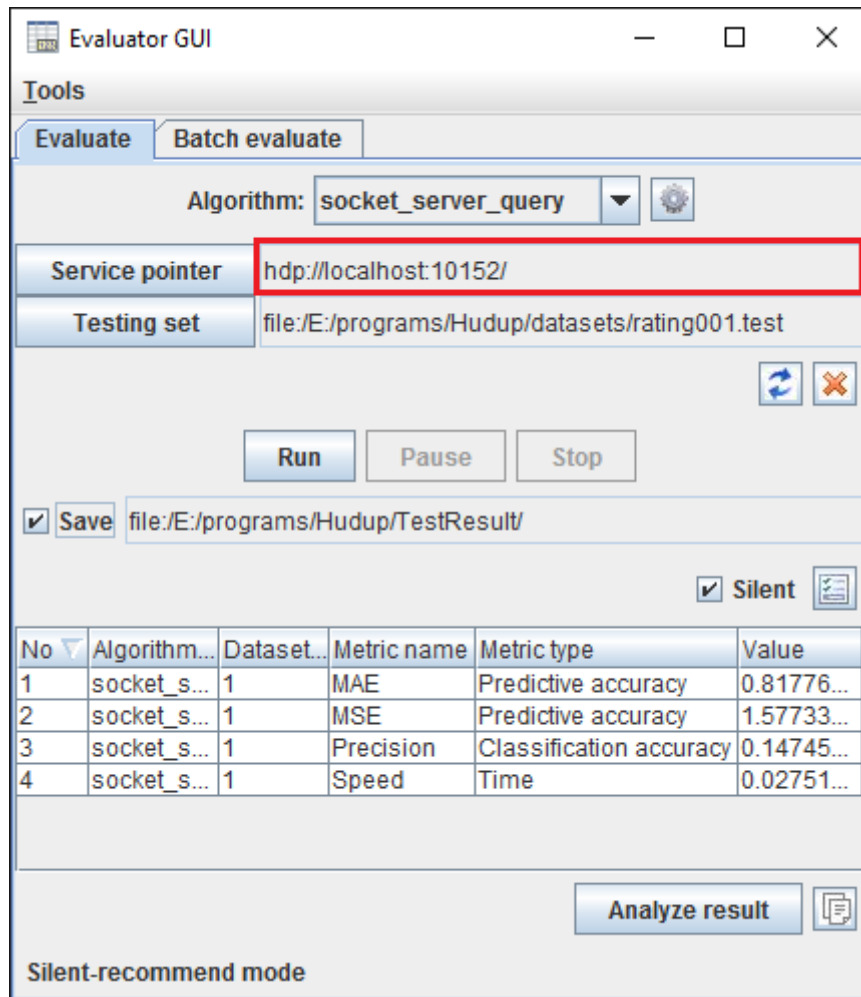 Evaluator GUI
Tools
Evaluate Batch evaluate
Algorithm: socket_server_query
Service pointer hdp://localhost:10152/
Testing set file:/E:/programs/Hudup/datasets/rating001.test
Run Pause Stop
Save file:/E:/programs/Hudup/TestResult/
Silent
No Algorithm... Dataset... Metric name Metric type Value
1 socket_s... 1 MAE Predictive accuracy 0.81776...
2 socket_s... 1 MSE Predictive accuracy 1.57733...
3 socket_s... 1 Precision Classification accuracy 0.14745...
4 socket_s... 1 Speed Time 0.02751...
Analyze result
Silent-recommend mode